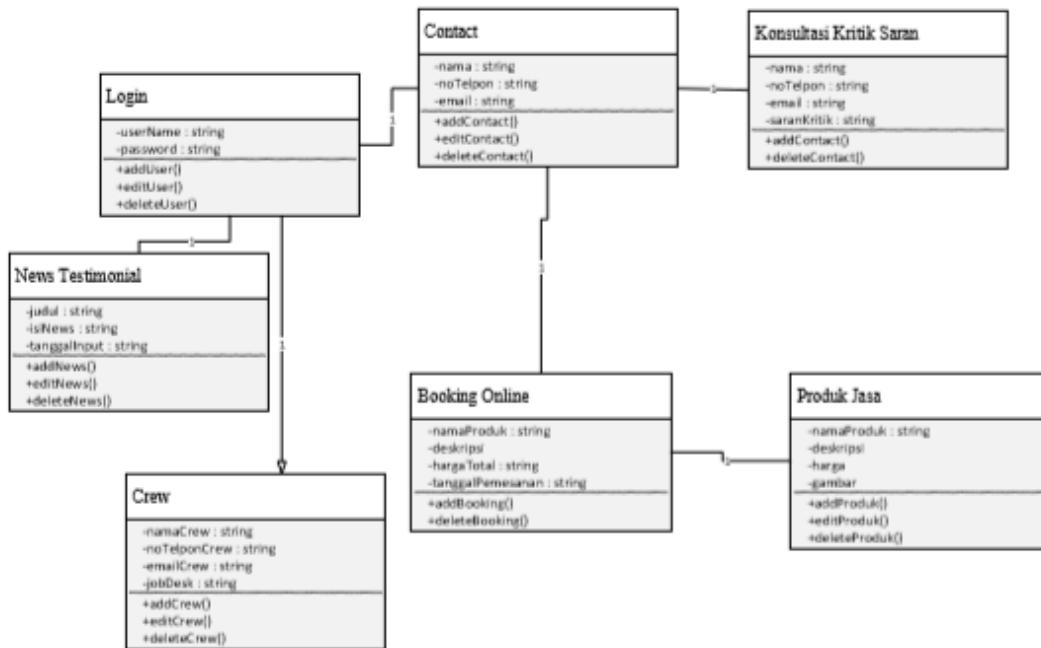 Contact
-nama : string
-noTelpon : string
-email : string
+addContact()
+editContact()
+deleteContact()
Konsultasi Kritik Saran
-nama : string
-noTelpon : string
-email : string
-saranKritik : string
+addContact()
+deleteContact()
Login
-userName : string
-password : string
+addUser()
+editUser()
+deleteUser()
1
1
1
1
1
1
News Testimonial
-judul : string
-isiNews : string
-tanggalInput : string
+addNews()
+editNews()
+deleteNews()
Booking Online
-namaProduk : string
-deskripsi
-hargaTotal : string
-tanggalPemesanan : string
+addBooking()
+deleteBooking()
Produk Jasa
-namaProduk : string
-deskripsi
-harga
-gambar
+addProduk()
+editProduk()
+deleteProduk()
Crew
-namaCrew : string
-noTelponCrew : string
-emailCrew : string
-jobDesk : string
+addCrew()
+editCrew()
+deleteCrew()